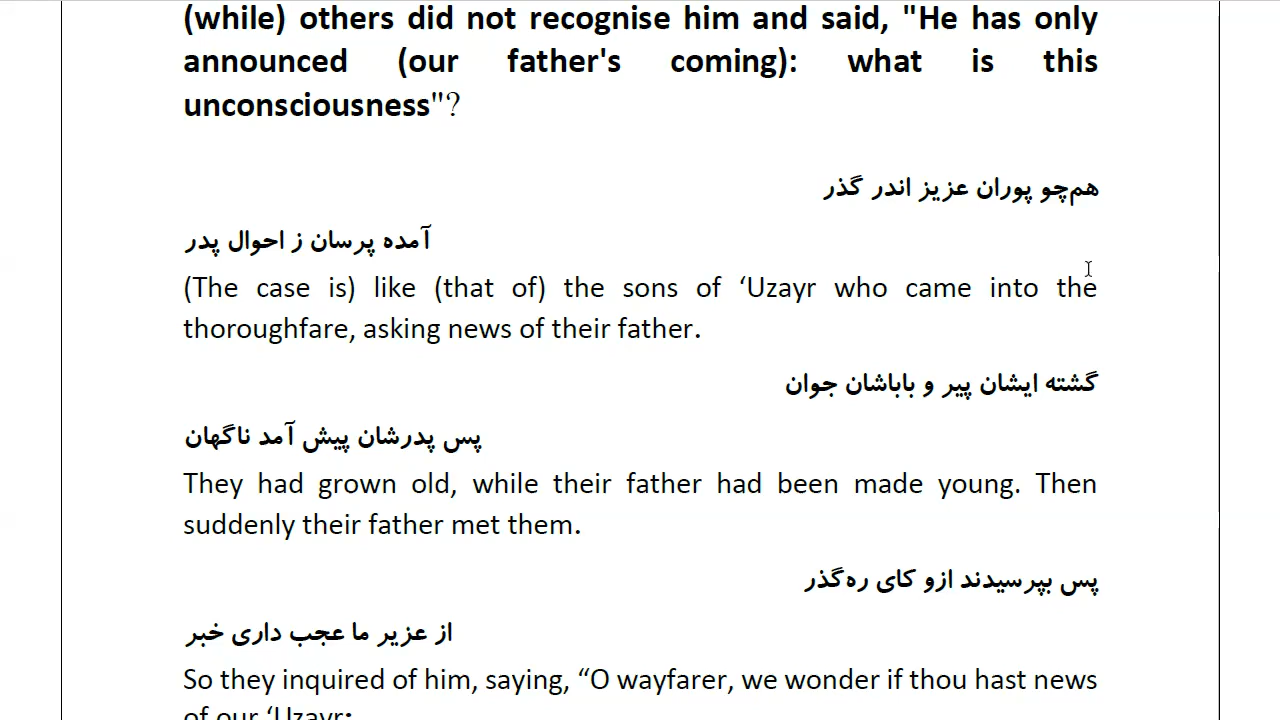 (while) others did not recognise him and said, "He has only
announced (our father's coming): what is this
unconsciousness"?
هم‌چو پوران عزیز اندر گذر
آمده پرسان ز احوال پدر
(The case is) like (that of) the sons of ‘Uzayr who came into the
thoroughfare, asking news of their father.
گشته ایشان پیر و باباشان جوان
پس پدرشان پیش آمد ناگهان
They had grown old, while their father had been made young. Then
suddenly their father met them.
پس بپرسیدند ازو کای ره‌گذر
از عزیر ما عجب داری خبر
So they inquired of him, saying, “O wayfarer, we wonder if thou hast news
of our ‘Uzayr;